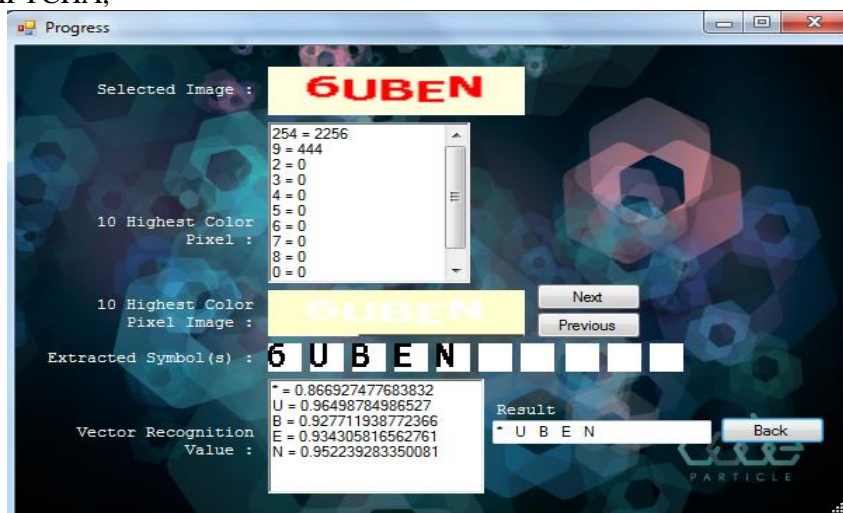 Progress
Selected Image : 6UBEN
254 = 2256
9 = 444
2 = 0
3 = 0
4 = 0
5 = 0
6 = 0
7 = 0
8 = 0
0 = 0
10 Highest Color
Pixel :
10 Highest Color
Pixel Image : 6UBEN
Next
Previous
Extracted Symbol(s) : 6 U B E N
* = 0.866927477683832
U = 0.96498784986527
B = 0.927711938772366
E = 0.934305816562761
N = 0.952239283350081
Vector Recognition
Value :
Result
* U B E N
Back
PARTICLE